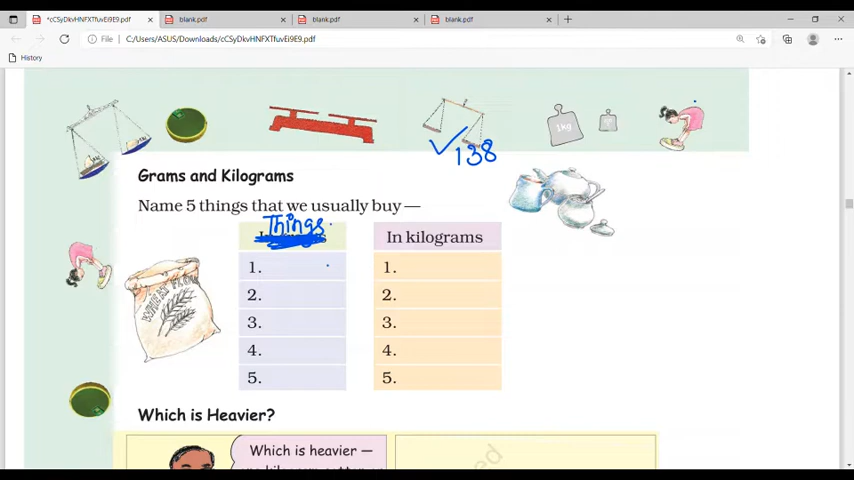 *cCSyDkvHNFXTfuvEi9E9.pdf
blank.pdf
blank.pdf
blank.pdf
File
C:/Users/ASUS/Downloads/cCSyDkvHNFXTfuvEi9E9.pdf
History
1kg
138
Grams and Kilograms
Name 5 things that we usually buy —
Things
In kilograms
WHEAT FLOUR
1.
1.
2.
2.
3.
3.
4.
4.
5.
5.
Which is Heavier?
Which is heavier —